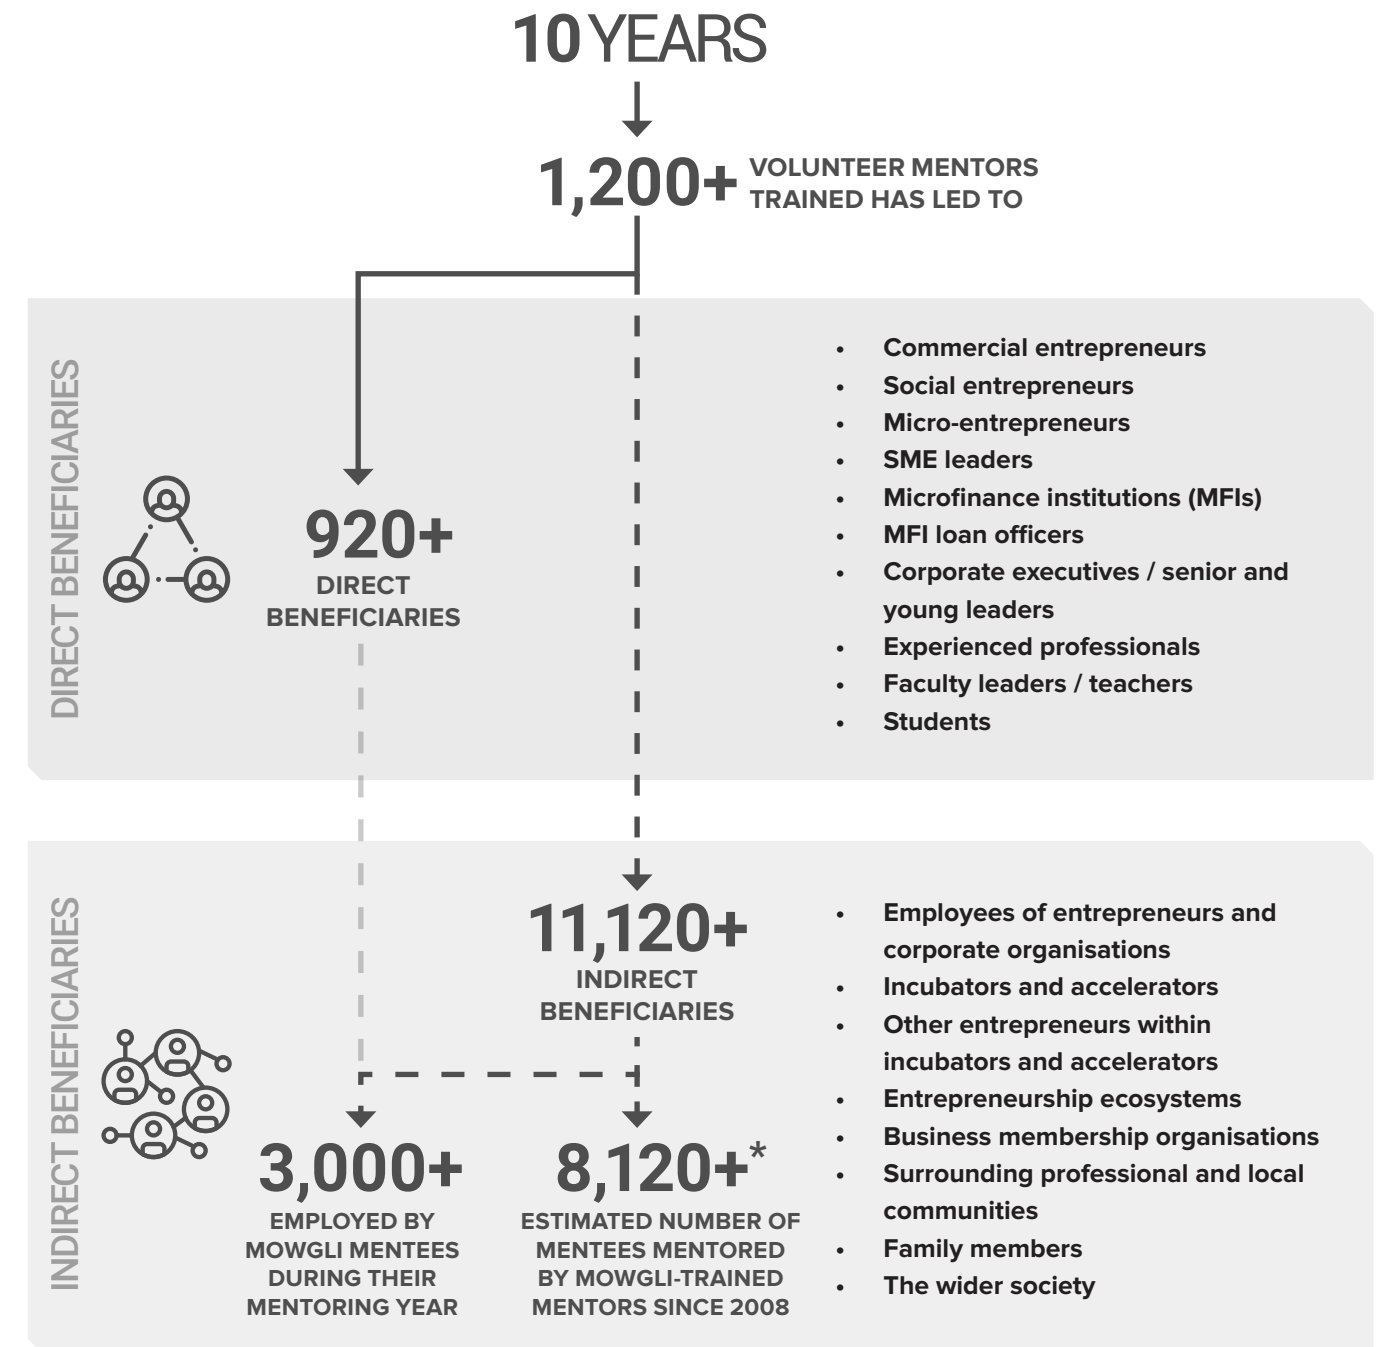 10 YEARS
1,200+ VOLUNTEER MENTORS
TRAINED HAS LED TO
DIRECT BENEFICIARIES
920+
DIRECT
BENEFICIARIES
• Commercial entrepreneurs
• Social entrepreneurs
• Micro-entrepreneurs
• SME leaders
• Microfinance institutions (MFIs)
• MFI loan officers
• Corporate executives / senior and
young leaders
• Experienced professionals
• Faculty leaders / teachers
• Students
INDIRECT BENEFICIARIES
11,120+
INDIRECT
BENEFICIARIES
3,000+
EMPLOYED BY
MOWGLI MENTEES
DURING THEIR
MENTORING YEAR
8,120+*
ESTIMATED NUMBER OF
MENTEES MENTORED
BY MOWGLI-TRAINED
MENTORS SINCE 2008
• Employees of entrepreneurs and
corporate organisations
• Incubators and accelerators
• Other entrepreneurs within
incubators and accelerators
• Entrepreneurship ecosystems
• Business membership organisations
• Surrounding professional and local
communities
• Family members
• The wider society